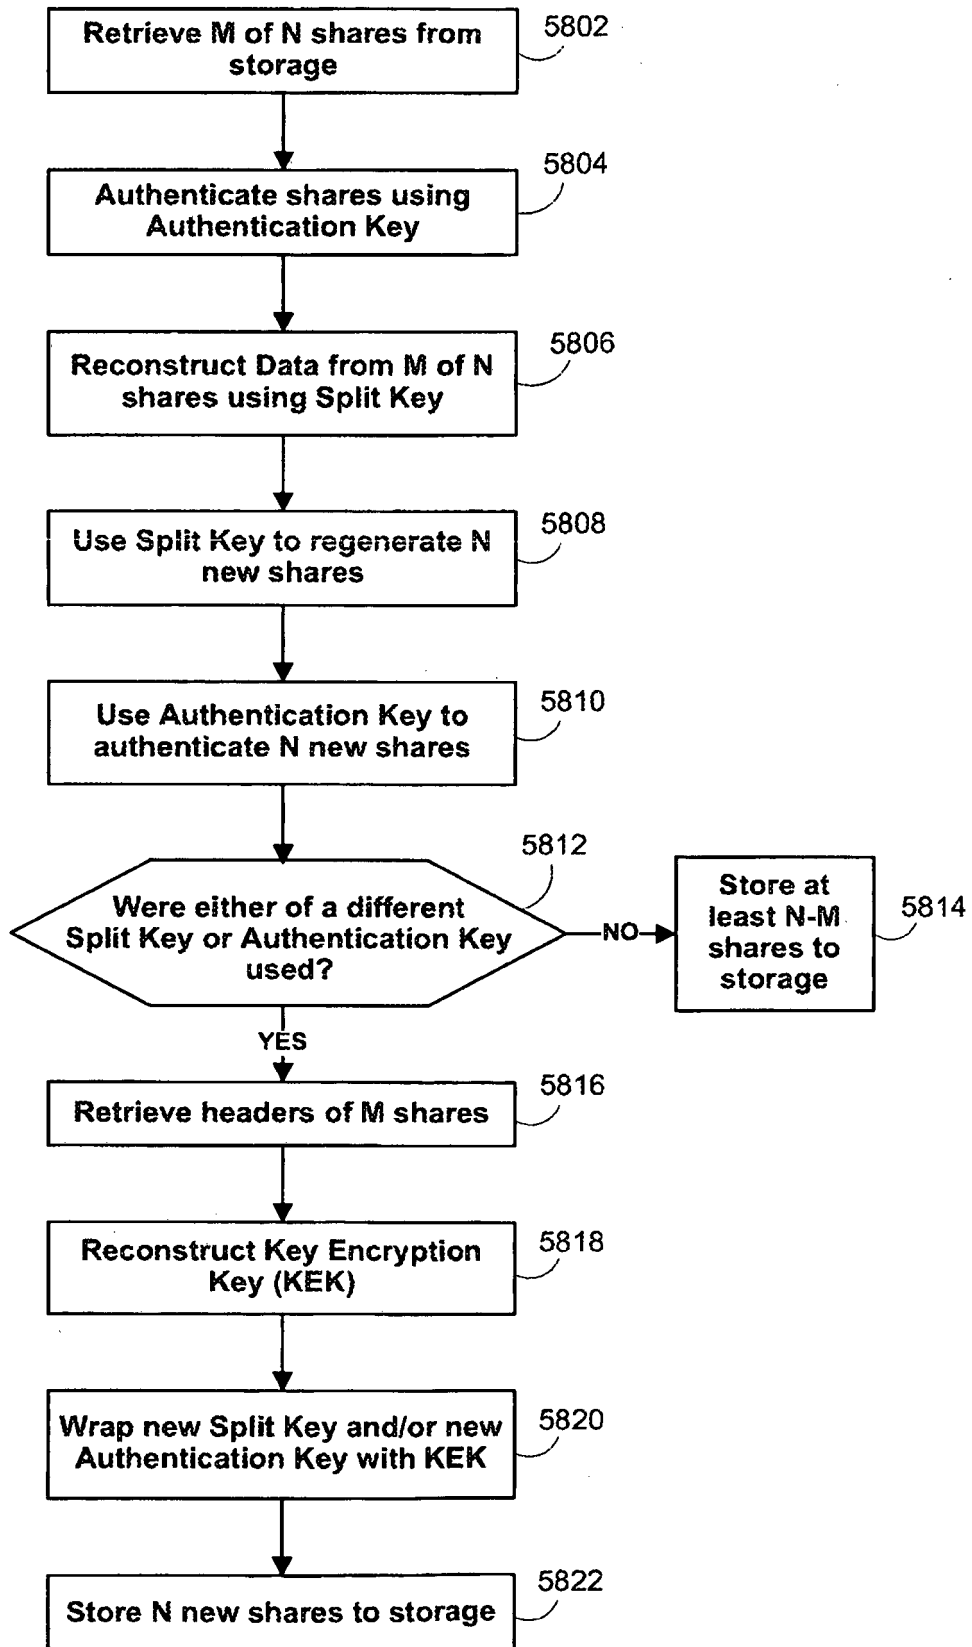 Retrieve M of N shares from
storage
5802
Authenticate shares using
Authentication Key
5804
Reconstruct Data from M of N
shares using Split Key
5806
Use Split Key to regenerate N
new shares
5808
Use Authentication Key to
authenticate N new shares
5810
Were either of a different
Split Key or Authentication Key
used?
5812
NO
Store at
least N-M
shares to
storage
5814
YES
Retrieve headers of M shares
5816
Reconstruct Key Encryption
Key (KEK)
5818
Wrap new Split Key and/or new
Authentication Key with KEK
5820
Store N new shares to storage
5822